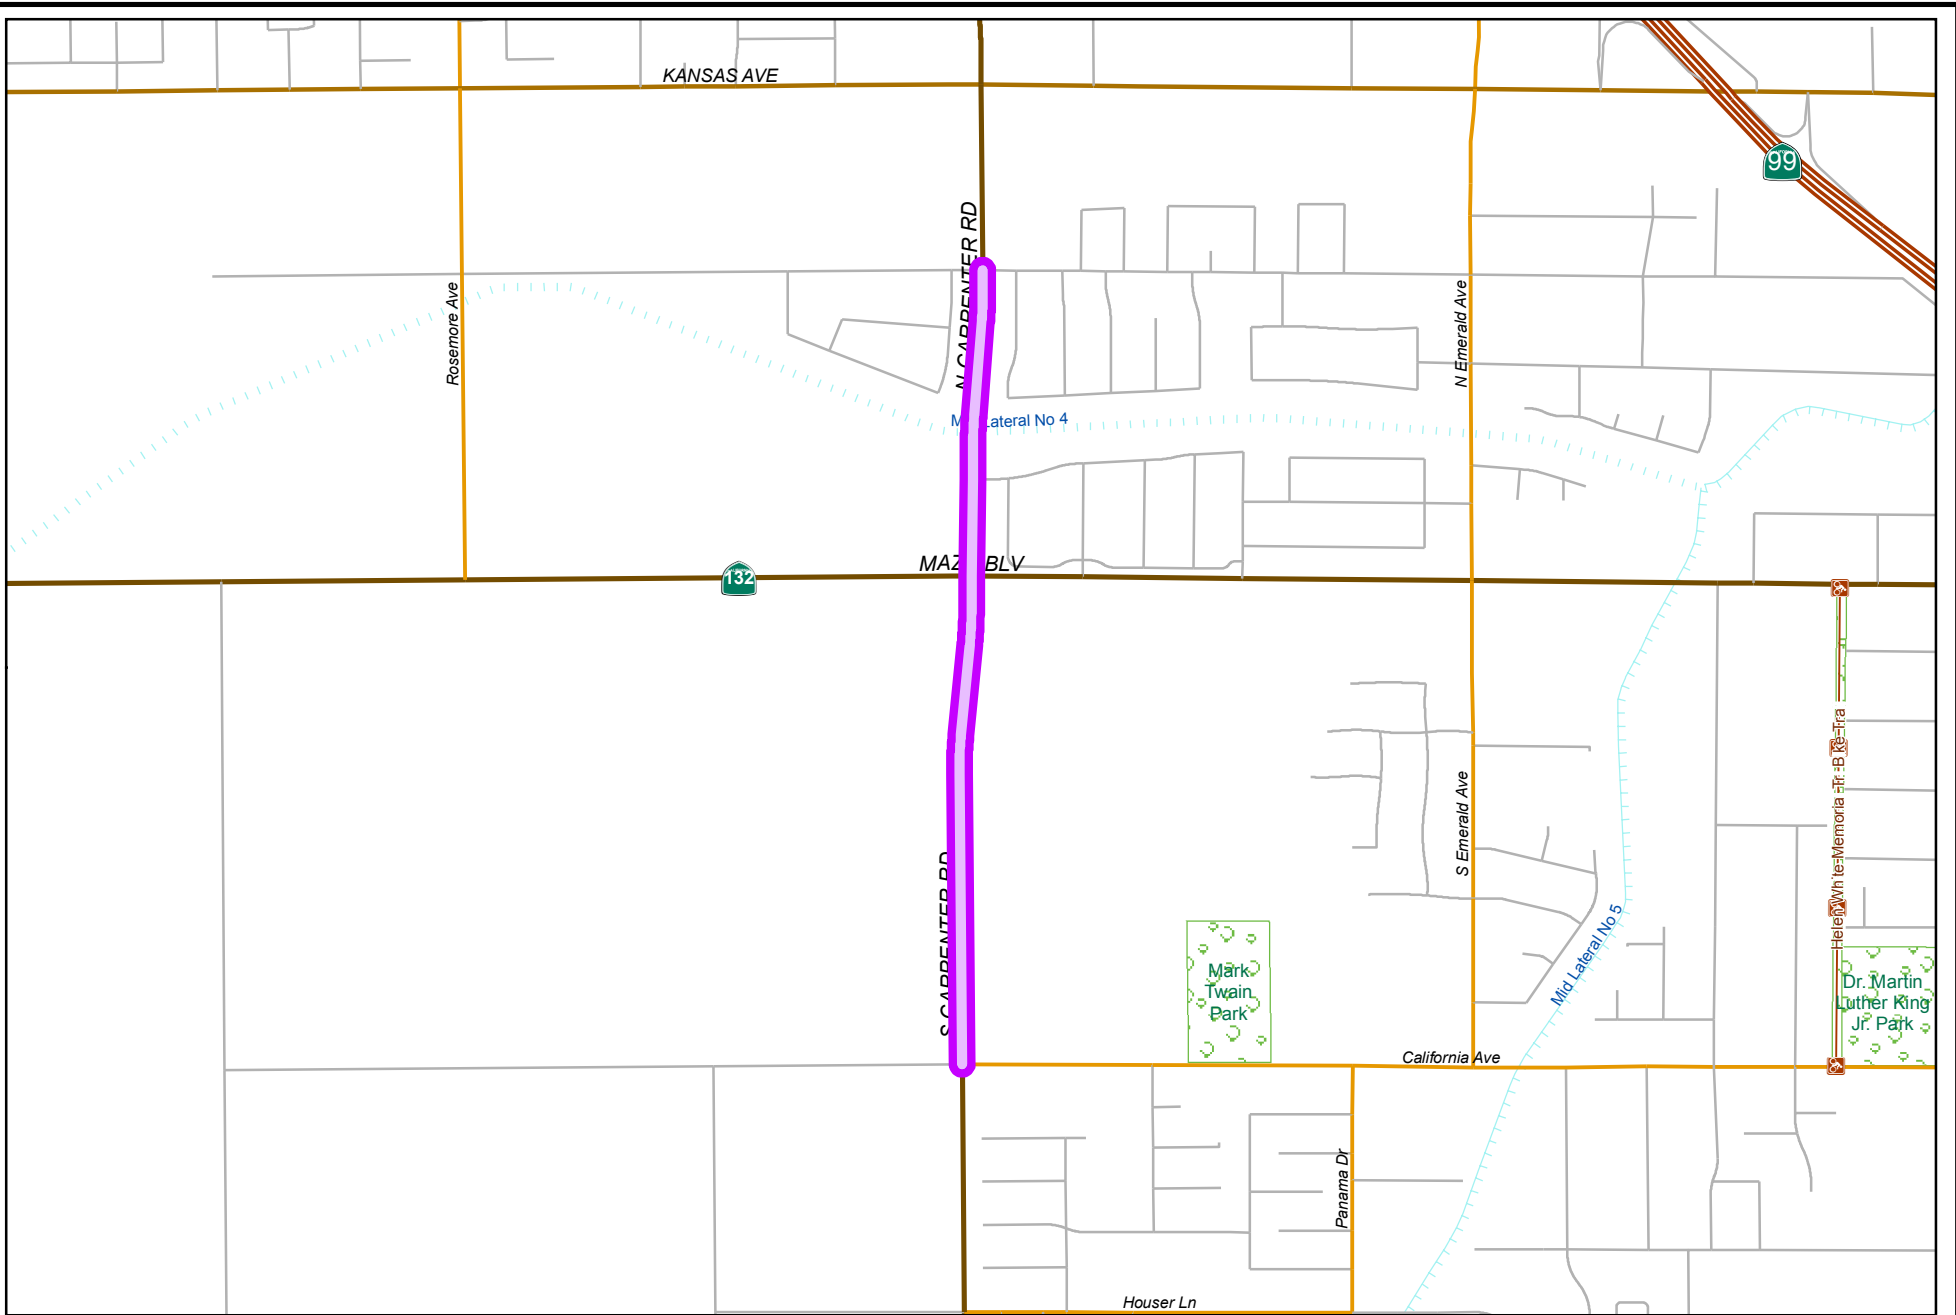 KANSAS AVE
99
N CARPENTER RD
Rosemore Ave
N Emerald Ave
Lateral No 4
BLV
132
S Emerald Ave
S CARPENTER RD
Mid Lateral No 5
Mark
Twain
Park
Dr. Martin
Luther King
Jr. Park
California Ave
Panama Dr
Houser Ln